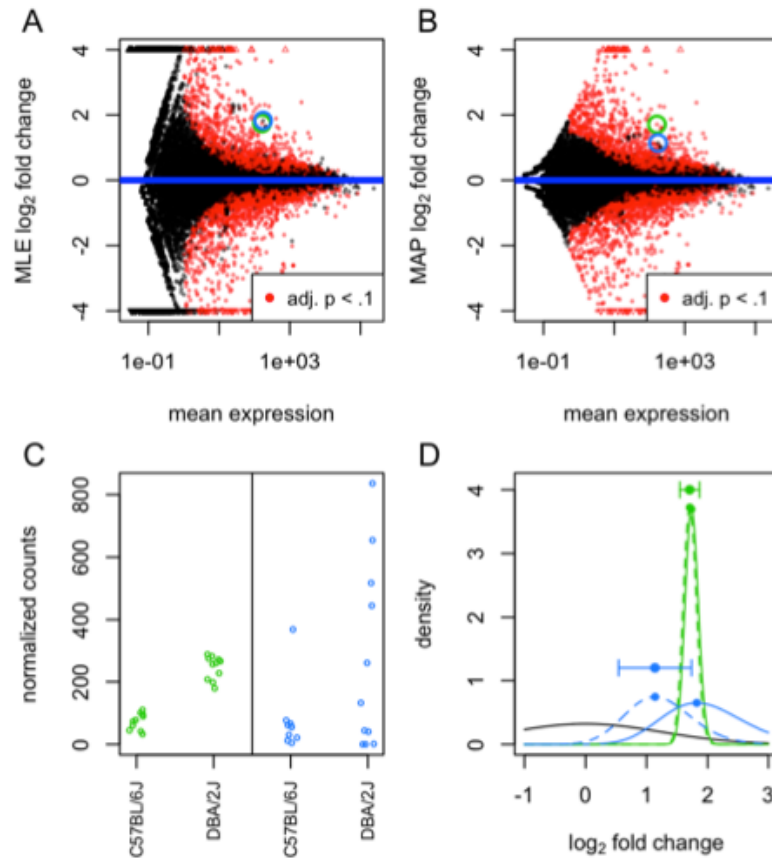 A
MLE log2 fold change
4
2
0
-2
-4
adj. p < .1
1e-01
1e+03
mean expression
B
MAP log2 fold change
4
2
0
-2
-4
adj. p < .1
1e-01
1e+03
mean expression
C
normalized counts
800
600
400
200
0
C57BL/6J
DBA/2J
C57BL/6J
DBA/2J
D
density
4
3
2
1
0
-1
0
1
2
3
log2 fold change